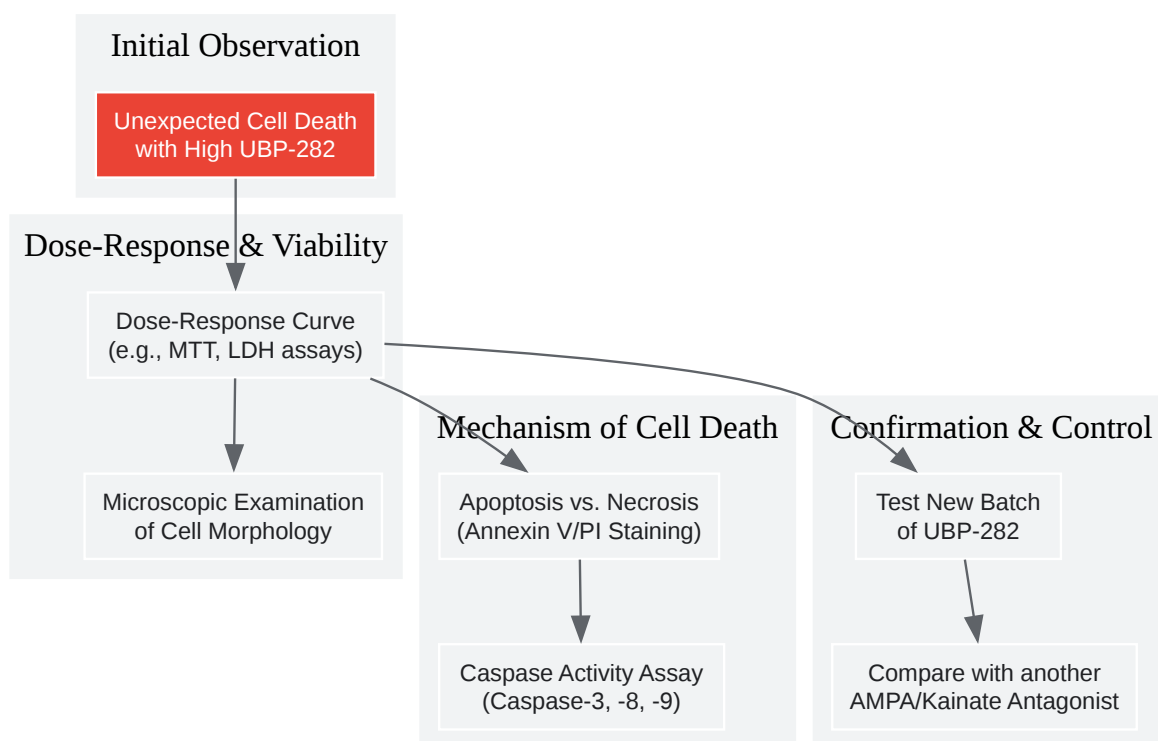 Initial Observation
Unexpected Cell Death
with High UBP-282
Dose-Response & Viability
Dose-Response Curve
(e.g., MTT, LDH assays)
Microscopic Examination
of Cell Morphology
Mechanism of Cell Death
Apoptosis vs. Necrosis
(Annexin V/PI Staining)
Caspase Activity Assay
(Caspase-3, -8, -9)
Confirmation & Control
Test New Batch
of UBP-282
Compare with another
AMPA/Kainate Antagonist